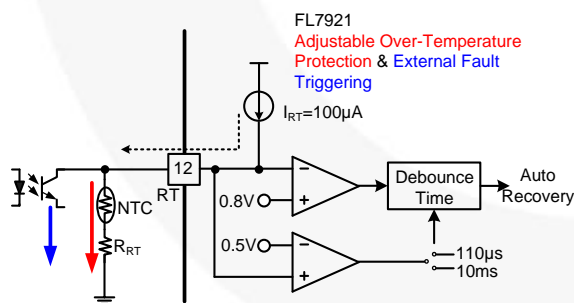 FL7921
Adjustable Over-Temperature
Protection & External Fault
Triggering
IRT=100µA
12
RT
NTC
RRT
0.8V
0.5V
Debounce
Time
Auto
Recovery
110µs
10ms